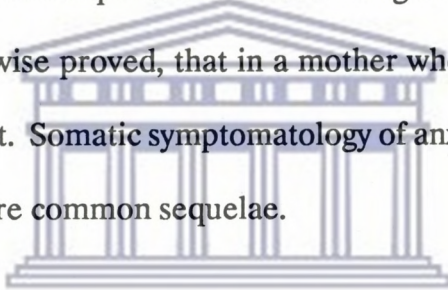 wise proved, that in a mother wh
t. Somatic symptomatology of an
re common sequelae.